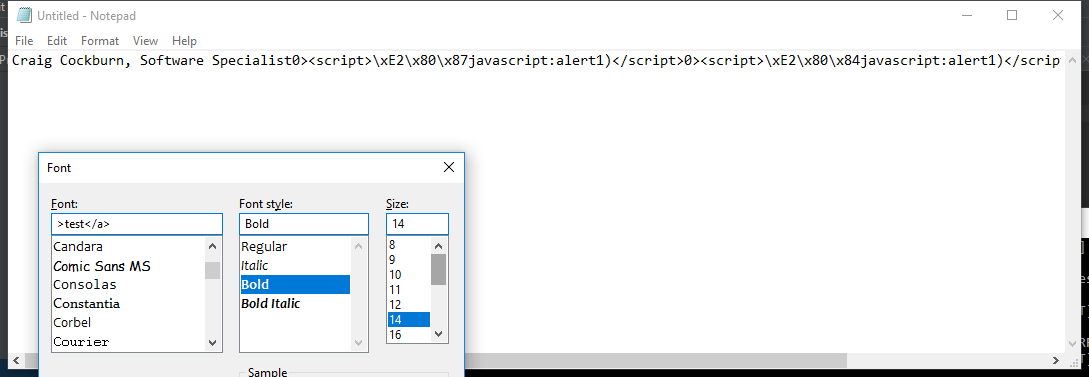 Untitled - Notepad
File Edit Format View Help
Craig Cockburn, Software Specialist0><script>\xE2\x80\x87javascript:alert1)</script>0><script>\xE2\x80\x84javascript:alert1)</script
Font
Font: Font style: Size:
>test</a> Bold 14
Candara Regular 8
Comic Sans MS Italic 9
Consolas Bold 10
Constantia Bold Italic 11
Corbel 12
Courier 14
16
Sample